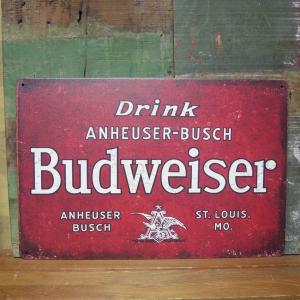 Drink
ANHEUSER-BUSCH
Budweiser
ANHEUSER ST. LOUIS.
BUSCH MO.